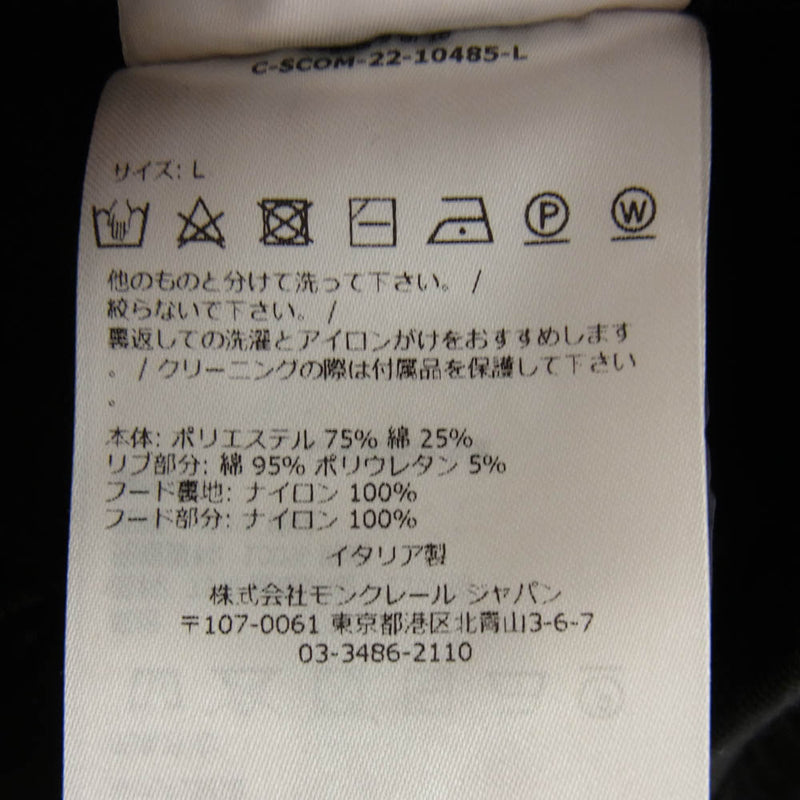 C-SCOM-22-10485-L
サイズ: L
P W
他のものと分けて洗って下さい。 /
絞らないで下さい。 /
裏返しての洗濯とアイロンがけをおすすめします
。 / クリーニングの際は付属品を保護して下さい
。
本体: ポリエステル 75% 綿 25%
リブ部分: 綿 95% ポリウレタン 5%
フード裏地: ナイロン 100%
フード部分: ナイロン 100%
イタリア製
株式会社モンクレール ジャパン
〒107-0061 東京都港区北青山3-6-7
03-3486-2110